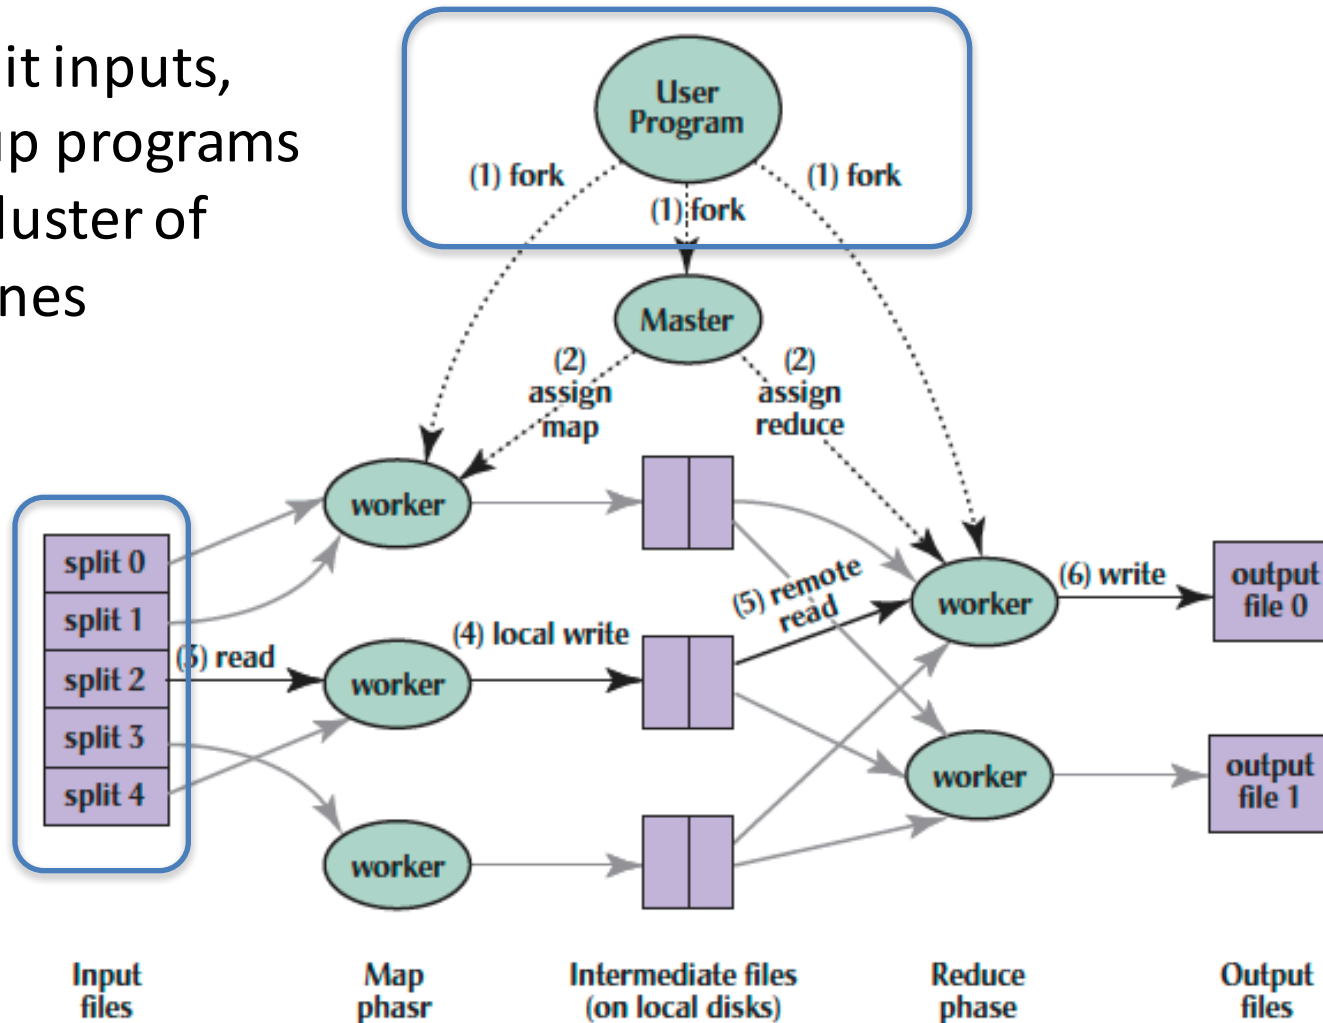 it inputs,
up programs
luster of
nes
User
Program
(1) fork
(1) fork
(1) fork
Master
(2)
assign
map
(2)
assign
reduce
worker
split 0
split 1
split 2
split 3
split 4
(3) read
worker
(4) local write
(5) remote
read
worker
(6) write
output
file 0
worker
output
file 1
worker
Input
files
Map
phasr
Intermediate files
(on local disks)
Reduce
phase
Output
files